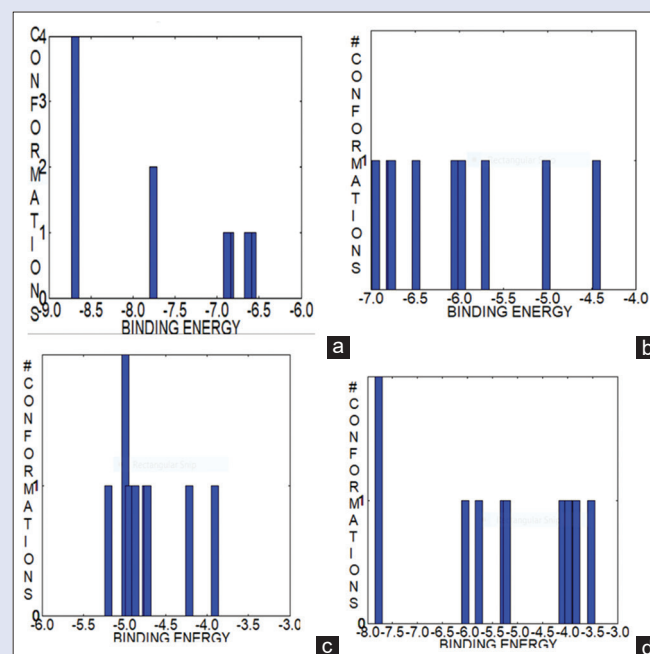 CONFORMATIONS
4
3
2
1
0
-9.0 -8.5 -8.0 -7.5 -7.0 -6.5 -6.0
BINDING ENERGY
a
#CONFORMATIONS
1
-7.0 -6.5 -6.0 -5.5 -5.0 -4.5 -4.0
BINDING ENERGY
b
#CONFORMATIONS
1
0
-6.0 -5.5 -5.0 -4.5 -4.0 -3.5 -3.0
BINDING ENERGY
c
#CONFORMATIONS
1
0
-8.0 -7.5 -7.0 -6.5 -6.0 -5.5 -5.0 -4.5 -4.0 -3.5 -3.0
BINDING ENERGY
d